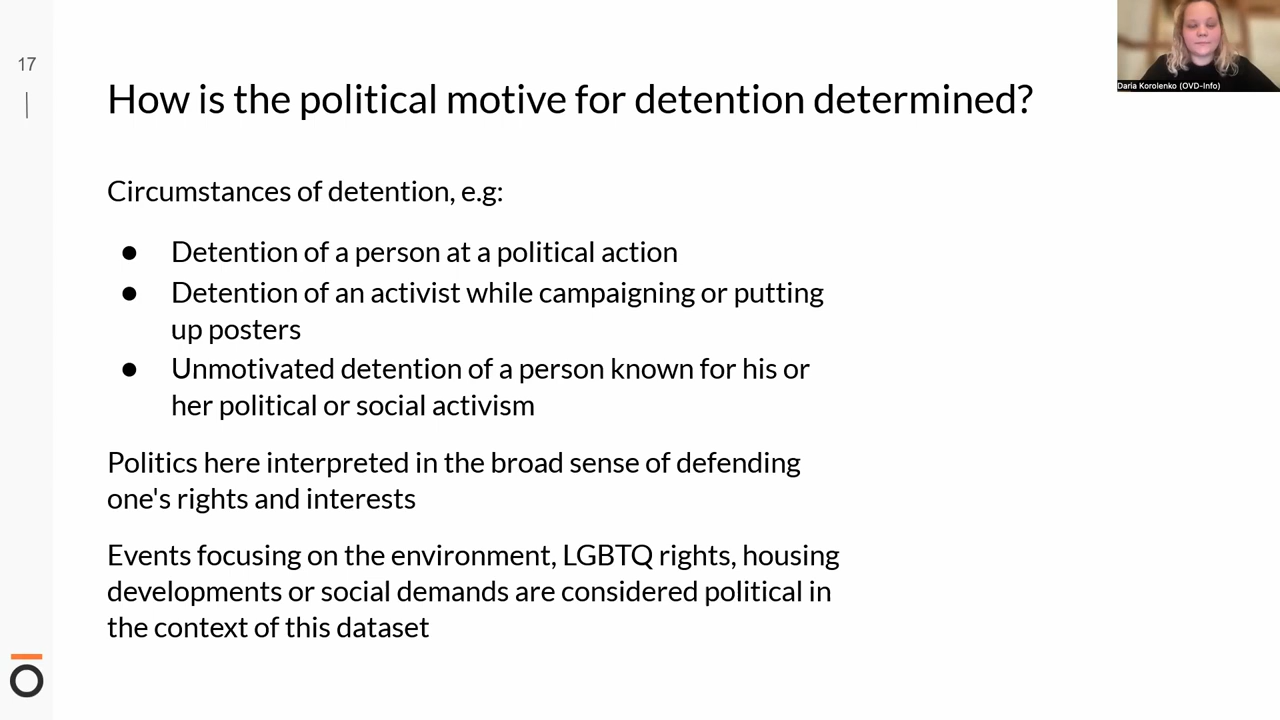 17
How is the political motive for detention determined?
Daria Korolenko (OVD-Info)
Circumstances of detention, e.g:
● Detention of a person at a political action
● Detention of an activist while campaigning or putting
up posters
● Unmotivated detention of a person known for his or
her political or social activism
Politics here interpreted in the broad sense of defending
one's rights and interests
Events focusing on the environment, LGBTQ rights, housing
developments or social demands are considered political in
the context of this dataset